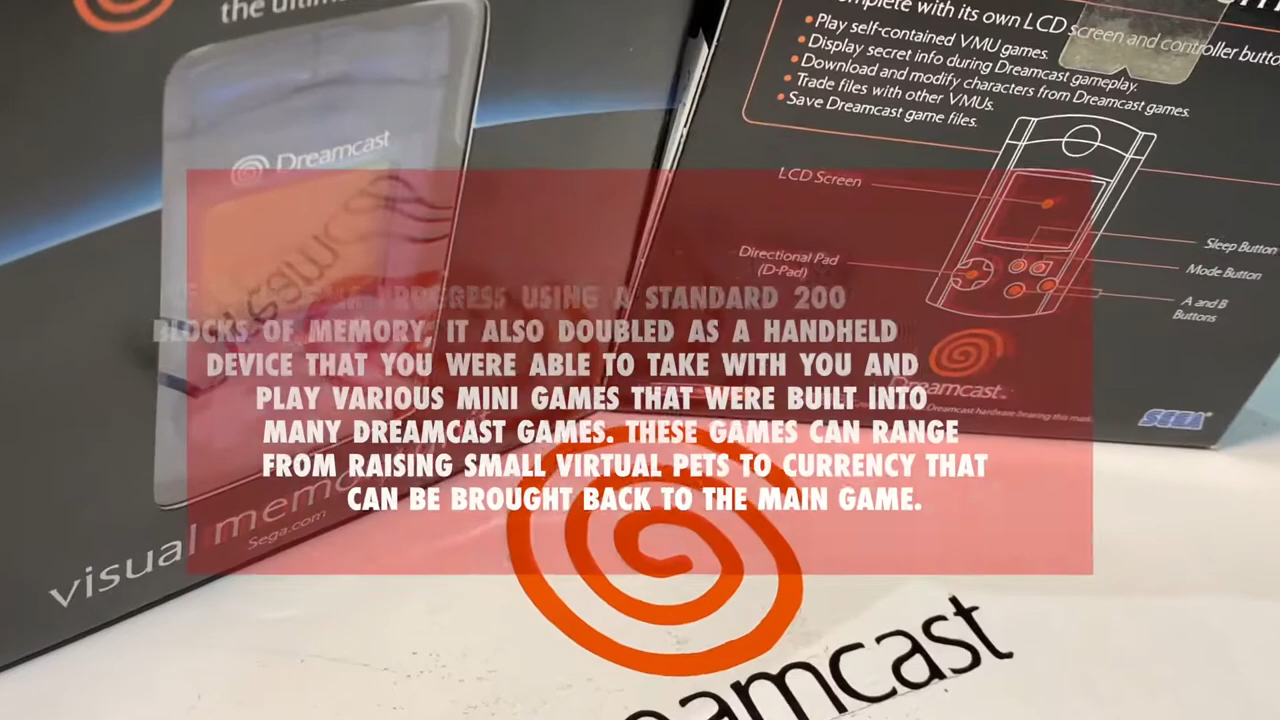 the
Dreamcast
visual memory
Sega.com
with its own LCD screen and controller
Play self-contained VMU games.
Display secret info during Dreamcast gameplay.
Download and modify characters from Dreamcast games.
Trade files with other VMUs.
Save Dreamcast game files.
LCD Screen
Directional Pad
(D-Pad)
Sleep Button
Mode Button
A and B
Buttons
Dreamcast
Dreamcast hardware bearing this
SEGA
PROGRESS USING A STANDARD 200
BLOCKS OF MEMORY, IT ALSO DOUBLED AS A HANDHELD
DEVICE THAT YOU WERE ABLE TO TAKE WITH YOU AND
PLAY VARIOUS MINI GAMES THAT WERE BUILT INTO
MANY DREAMCAST GAMES. THESE GAMES CAN RANGE
FROM RAISING SMALL VIRTUAL PETS TO CURRENCY THAT
CAN BE BROUGHT BACK TO THE MAIN GAME.